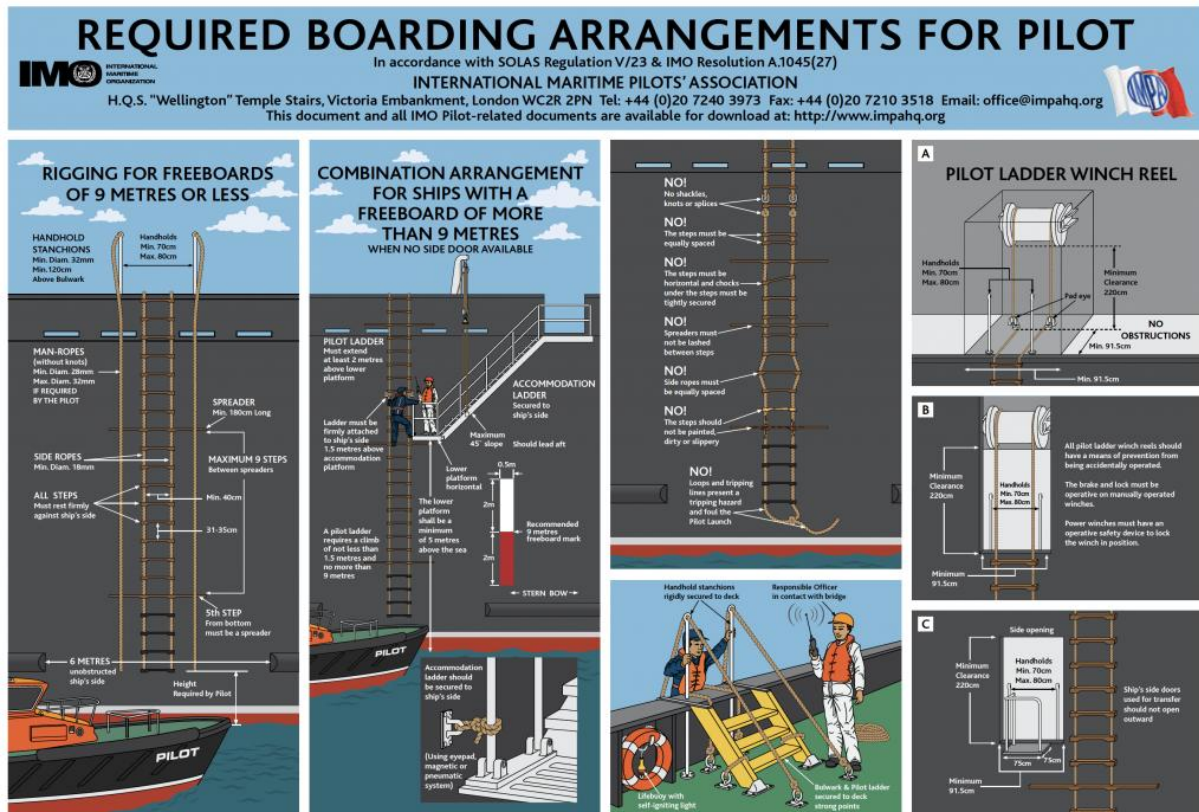 REQUIRED BOARDING ARRANGEMENTS FOR PILOT
In accordance with SOLAS Regulation V/23 & IMO Resolution A.1045(27)
INTERNATIONAL MARITIME PILOTS' ASSOCIATION
H.Q.S. "Wellington" Temple Stairs, Victoria Embankment, London WC2R 2PN Tel: +44 (0)20 7240 3973 Fax: +44 (0)20 7210 3518 Email: office@impahq.org
This document and all IMO Pilot-related documents are available for download at: http://www.impahq.org
IMO
INTERNATIONAL
MARITIME
ORGANIZATION
IMPA
RIGGING FOR FREEBOARDS
OF 9 METRES OR LESS
HANDHOLD
STANCHIONS
Min. Diam. 32mm
Min.120cm
Above Bulwark
Handholds
Min. 70cm
Max. 80cm
MAN-ROPES
(without knots)
Min. Diam. 28mm
Max. Diam. 32mm
IF REQUIRED
BY THE PILOT
SPREADER
Min. 180cm Long
SIDE ROPES
Min. Diam. 18mm
MAXIMUM 9 STEPS
Between spreaders
ALL STEPS
Must rest firmly
against ship's side
Min. 40cm
31-35cm
5th STEP
From bottom
must be a spreader
6 METRES
unobstructed
ship's side
Height
Required by Pilot
PILOT
COMBINATION ARRANGEMENT
FOR SHIPS WITH A
FREEBOARD OF MORE
THAN 9 METRES
WHEN NO SIDE DOOR AVAILABLE
PILOT LADDER
Must extend
at least 2 metres
above lower
platform
ACCOMMODATION
LADDER
Secured to
ship's side
Ladder must be
firmly attached
to ship's side
1.5 metres above
accommodation
platform
Maximum
45° slope
Should lead aft
Lower
platform
horizontal
0.5m
2m
The lower
platform
shall be a
minimum
of 5 metres
above the sea
Recommended
9 metre
freeboard mark
2m
A pilot ladder
requires a climb
of not less than
1.5 metres and
no more than
9 metres
STERN BOW
PILOT
Accommodation
ladder should
be secured to
ship's side
(Using eyepad,
magnetic or
pneumatic
system)
NO!
No shackles,
knots or splices
NO!
The steps must be
equally spaced
NO!
The steps must be
horizontal and chocks
under the steps must be
tightly secured
NO!
Spreaders must
not be lashed
between steps
NO!
Side ropes must
be equally spaced
NO!
The steps should
not be painted,
dirty or slippery
NO!
Loops and tripping
lines present a
tripping hazard
and foul the
Pilot Launch
Handhold stanchions
rigidly secured to deck
Responsible Officer
in contact with bridge
Lifebuoy with
self-igniting light
Bulwark & Pilot ladder
secured to deck
strong points
A
PILOT LADDER WINCH REEL
Handholds
Min. 70cm
Max. 80cm
Minimum
Clearance
220cm
Pad eye
NO
OBSTRUCTIONS
Min. 91.5cm
Min. 91.5cm
B
Minimum
Clearance
220cm
Handholds
Min. 70cm
Max. 80cm
Minimum
91.5cm
All pilot ladder winch reels should
have a means of prevention from
being accidentally operated.
The brake and lock must be
operative on manually operated
winches.
Power winches must have an
operative safety device to lock
the winch in position.
C
Side opening
Minimum
Clearance
220cm
Handholds
Min. 70cm
Max. 80cm
Ship's side doors
used for transfer
should not open
outward
75cm
75cm
Minimum
91.5cm